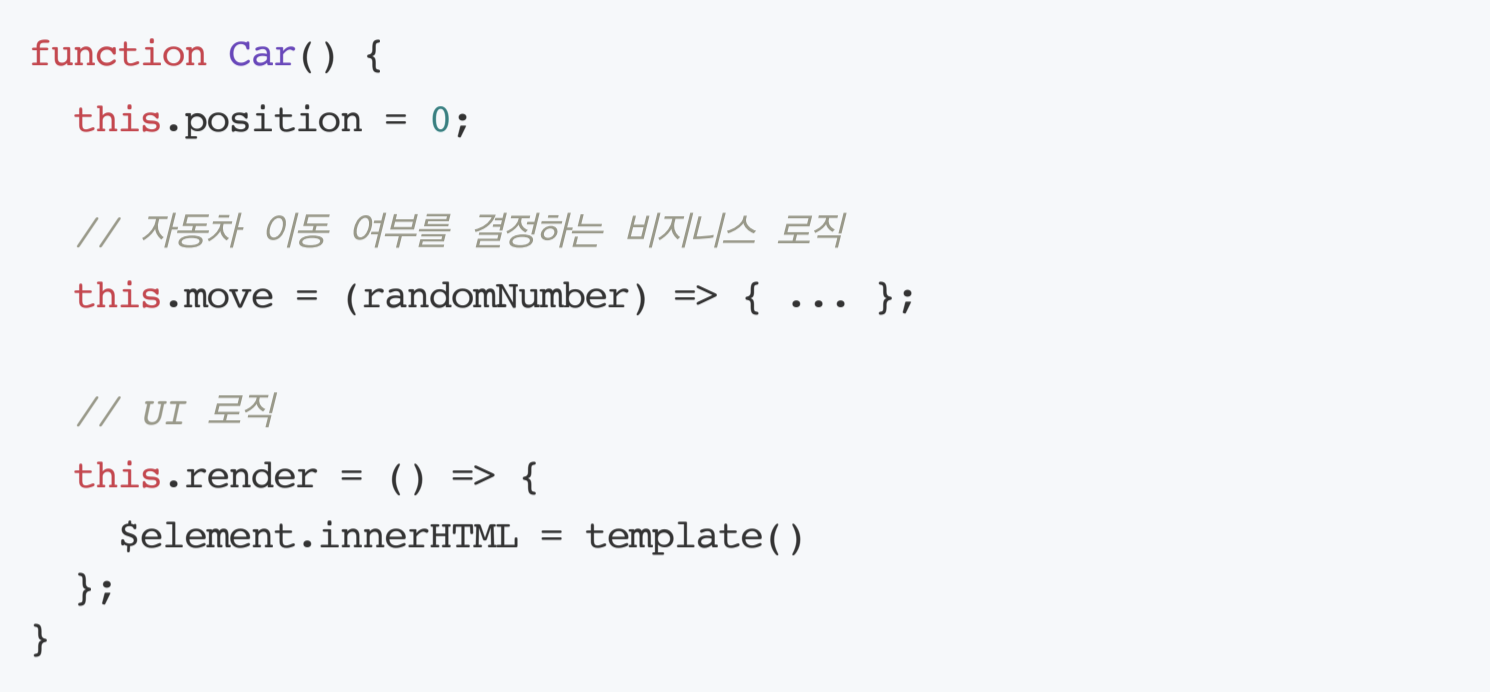 function Car() {
  this.position = 0;

  // 자동차 이동 여부를 결정하는 비지니스 로직
  this.move = (randomNumber) => { ... };

  // UI 로직
  this.render = () => {
    $element.innerHTML = template()
  };
}